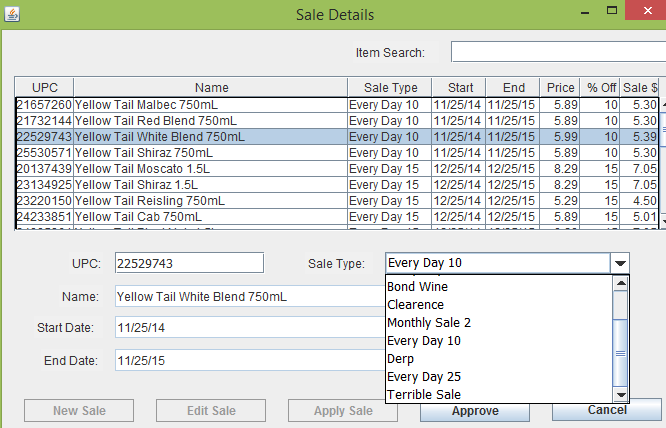 Sale Details
Item Search:
UPC Name Sale Type Start End Price % Off Sale $
21657260 Yellow Tail Malbec 750mL Every Day 10 11/25/14 11/25/15 5.89 10 5.30
21732144 Yellow Tail Red Blend 750mL Every Day 10 11/25/14 11/25/15 5.89 10 5.30
22529743 Yellow Tail White Blend 750mL Every Day 10 11/25/14 11/25/15 5.99 10 5.39
25530571 Yellow Tail Shiraz 750mL Every Day 10 11/25/14 11/25/15 5.89 10 5.30
20137439 Yellow Tail Moscato 1.5L Every Day 15 12/25/14 12/25/15 8.29 15 7.05
23134925 Yellow Tail Shiraz 1.5L Every Day 15 12/25/14 12/25/15 8.29 15 7.05
23220150 Yellow Tail Reisling 750mL Every Day 15 12/25/14 12/25/15 5.29 15 4.50
24233851 Yellow Tail Cab 750mL Every Day 15 12/25/14 12/25/15 5.89 15 5.01
UPC: 22529743 Sale Type: Every Day 10
Bond Wine
Clearence
Monthly Sale 2
Every Day 10
Derp
Every Day 25
Terrible Sale
Name: Yellow Tail White Blend 750mL
Start Date: 11/25/14
End Date: 11/25/15
New Sale Edit Sale Apply Sale Approve Cancel